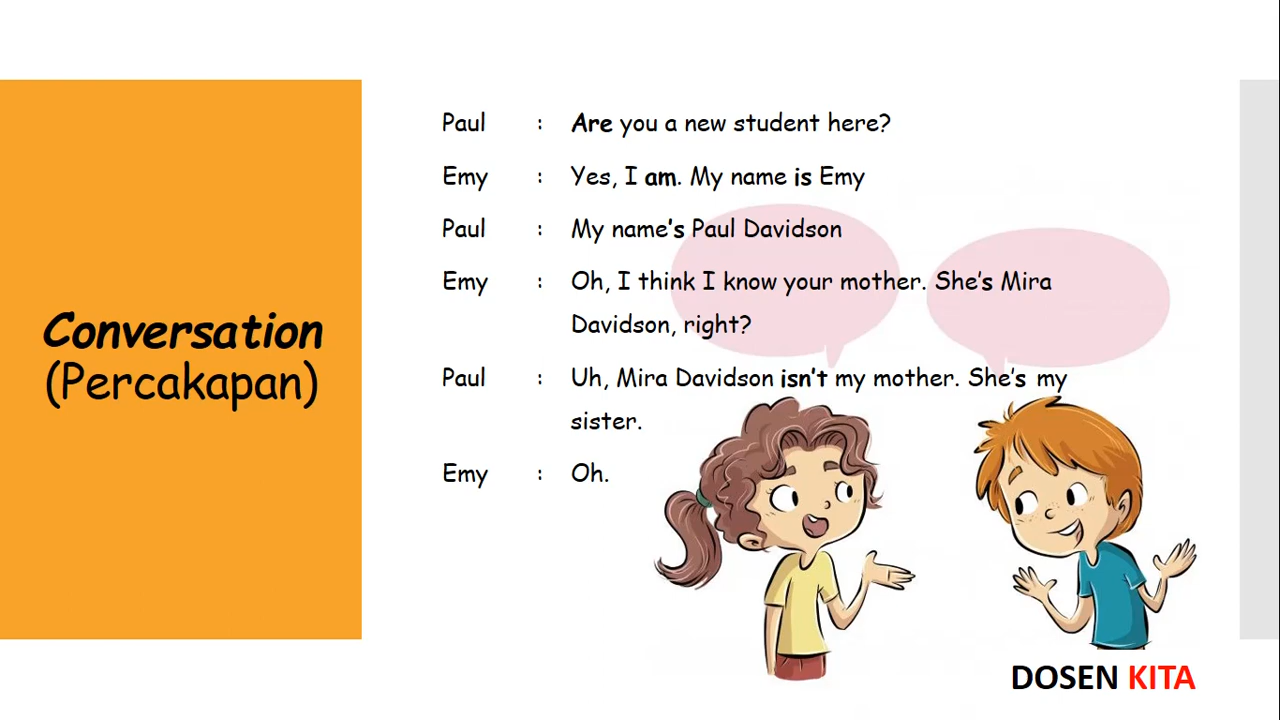 Conversation
(Percakapan)
Paul : Are you a new student here?
Emy : Yes, I am. My name is Emy
Paul : My name's Paul Davidson
Emy : Oh, I think I know your mother. She's Mira
Davidson, right?
Paul : Uh, Mira Davidson isn't my mother. She's my
sister.
Emy : Oh.
DOSEN KITA